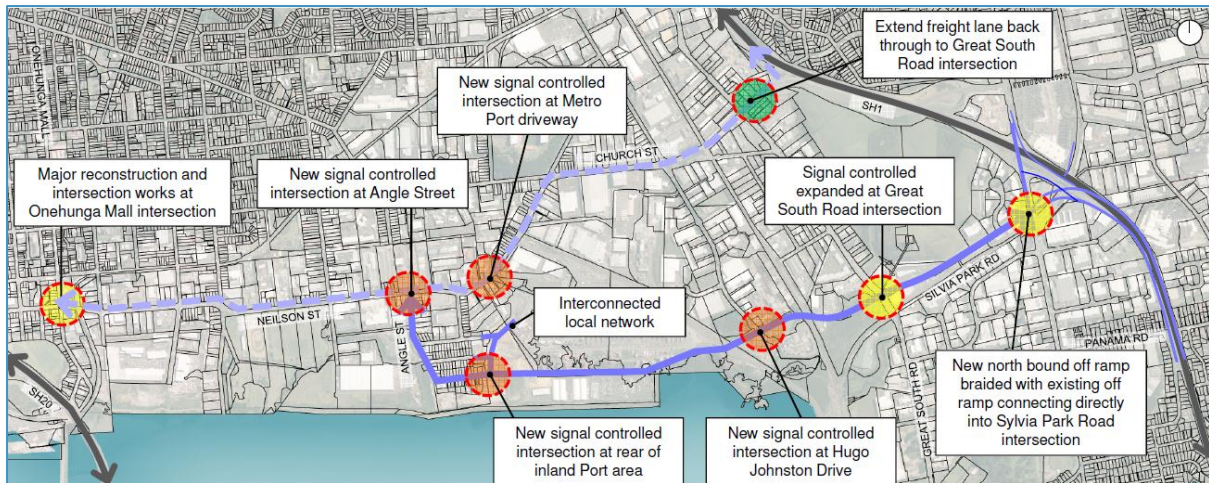 Extend freight lane back
through to Great South
Road intersection
New signal controlled
intersection at Metro
Port driveway
ONEHUNGA MALL
SH1
CHURCH ST
Major reconstruction and
intersection works at
Onehunga Mall intersection
New signal controlled
intersection at Angle Street
Signal controlled
expanded at Great
South Road intersection
SILVIA PARK RD
NEILSON ST
ANGLE ST
Interconnected
local network
PANAMA RD
GREAT SOUTH RD
SH20
New north bound off ramp
braided with existing off
ramp connecting directly
into Sylvia Park Road
intersection
New signal controlled
intersection at rear of
inland Port area
New signal controlled
intersection at Hugo
Johnston Drive